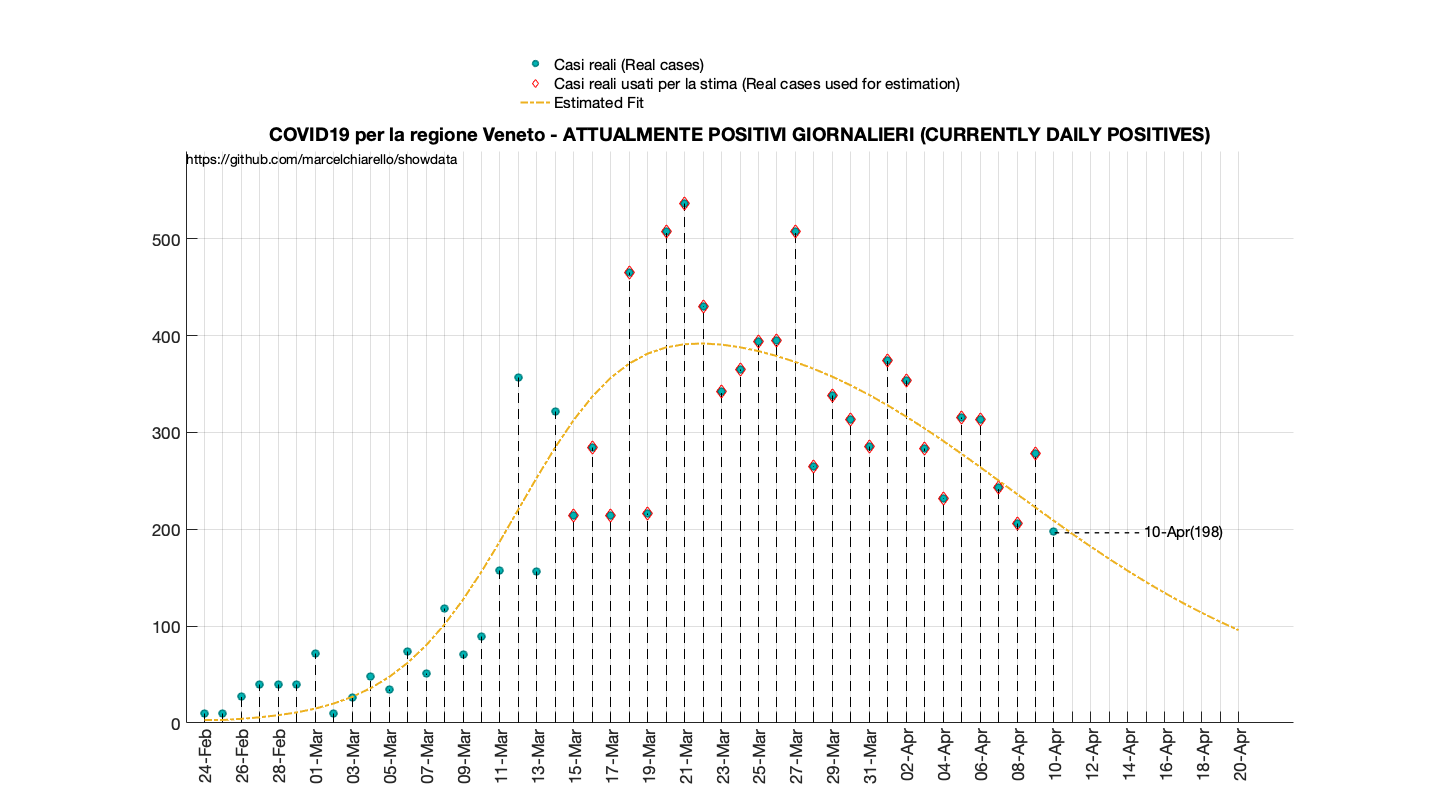 Casi reali (Real cases)
Casi reali usati per la stima (Real cases used for estimation)
Estimated Fit
COVID19 per la regione Veneto - ATTUALMENTE POSITIVI GIORNALIERI (CURRENTLY DAILY POSITIVES)
https://github.com/marcelchiarello/showdata
500
400
300
200
100
0
10-Apr(198)
24-Feb
26-Feb
28-Feb
01-Mar
03-Mar
05-Mar
07-Mar
09-Mar
11-Mar
13-Mar
15-Mar
17-Mar
19-Mar
21-Mar
23-Mar
25-Mar
27-Mar
29-Mar
31-Mar
02-Apr
04-Apr
06-Apr
08-Apr
10-Apr
12-Apr
14-Apr
16-Apr
18-Apr
20-Apr